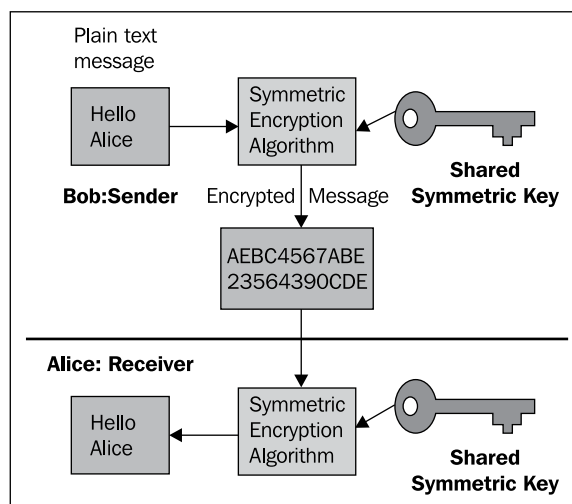 Plain text
message
Hello
Alice
Symmetric
Encryption
Algorithm
Shared
Symmetric Key
Bob:Sender
Encrypted Message
AEBC4567ABE
23564390CDE
Alice: Receiver
Hello
Alice
Symmetric
Encryption
Algorithm
Shared
Symmetric Key